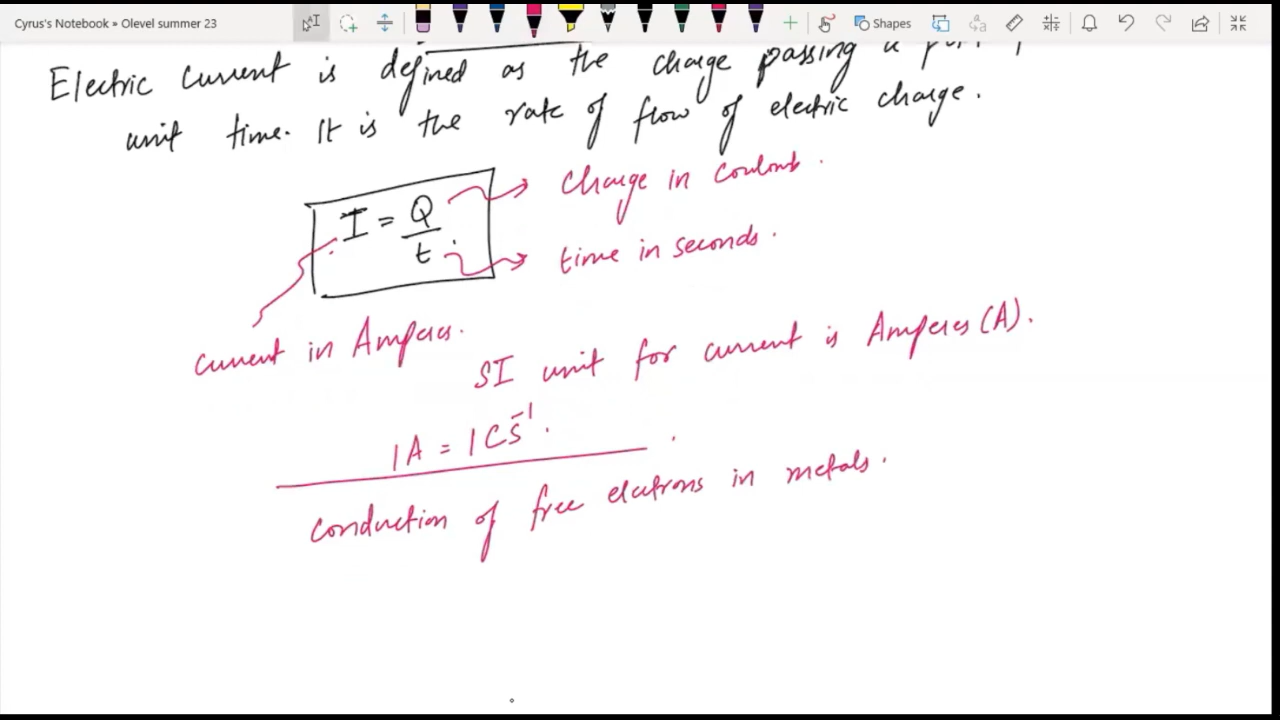 Cyrus's Notebook » Olevel summer 23
Shapes
Electric Current is defined as the charge passing a
unit time. It is the rate of flow of electric charge.
I = Q/t
Charge in Coulomb.
time in seconds.
current in Amperes.
SI unit for current is Amperes (A).
1A = 1Cs⁻¹.
Conduction of free electrons in metals.